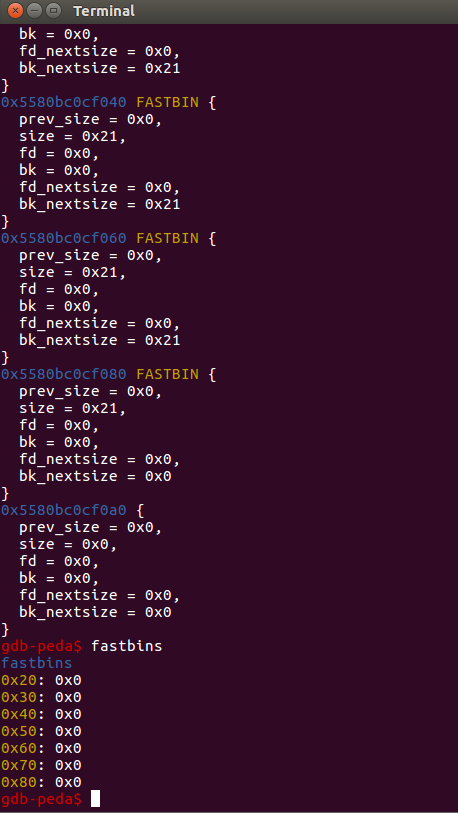 Terminal
bk = 0x0,
fd_nextsize = 0x0,
bk_nextsize = 0x21
}
0x5580bc0cf040 FASTBIN {
prev_size = 0x0,
size = 0x21,
fd = 0x0,
bk = 0x0,
fd_nextsize = 0x0,
bk_nextsize = 0x21
}
0x5580bc0cf060 FASTBIN {
prev_size = 0x0,
size = 0x21,
fd = 0x0,
bk = 0x0,
fd_nextsize = 0x0,
bk_nextsize = 0x21
}
0x5580bc0cf080 FASTBIN {
prev_size = 0x0,
size = 0x21,
fd = 0x0,
bk = 0x0,
fd_nextsize = 0x0,
bk_nextsize = 0x0
}
0x5580bc0cf0a0 {
prev_size = 0x0,
size = 0x0,
fd = 0x0,
bk = 0x0,
fd_nextsize = 0x0,
bk_nextsize = 0x0
}
gdb-peda$ fastbins
fastbins
0x20: 0x0
0x30: 0x0
0x40: 0x0
0x50: 0x0
0x60: 0x0
0x70: 0x0
0x80: 0x0
gdb-peda$